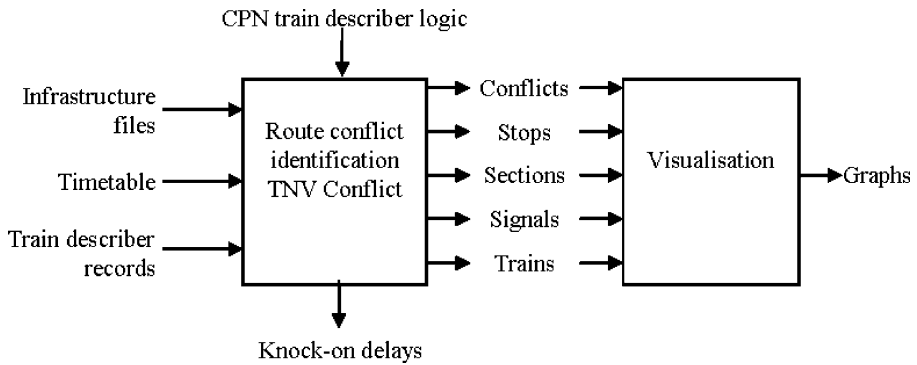 CPN train describer logic
Infrastructure
files
Timetable
Train describer
records
Route conflict
identification
TNV Conflict
Conflicts
Stops
Sections
Signals
Trains
Visualisation
Graphs
Knock-on delays